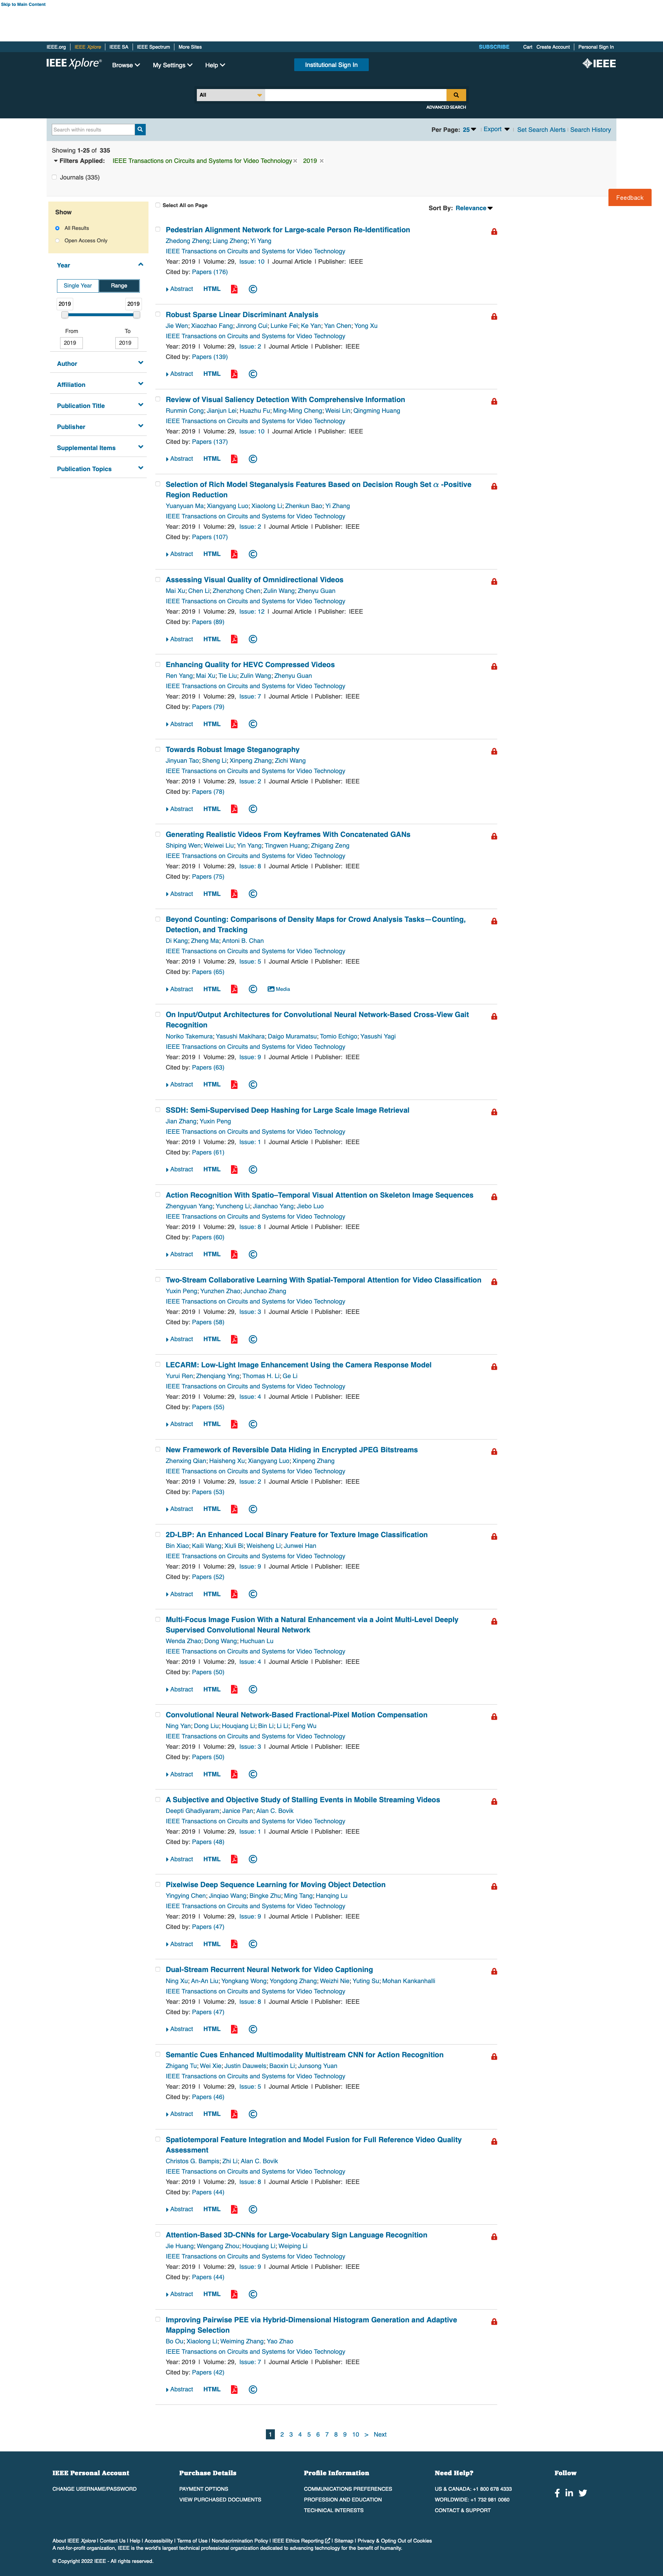 Skip to Main Content
IEEE.org IEEE Xplore IEEE SA IEEE Spectrum More Sites SUBSCRIBE Cart Create Account Personal Sign In
IEEE Xplore® Browse My Settings Help Institutional Sign In IEEE
All
ADVANCED SEARCH
Search within results Per Page: 25 Export Set Search Alerts Search History
Showing 1-25 of 335
Filters Applied: IEEE Transactions on Circuits and Systems for Video Technology × 2019 ×
Journals (335)
Feedback
Show
All Results
Open Access Only
Year
Single Year Range
2019 2019
From To
2019 2019
Author
Affiliation
Publication Title
Publisher
Supplemental Items
Publication Topics
Select All on Page Sort By: Relevance
Pedestrian Alignment Network for Large-scale Person Re-Identification
Zhedong Zheng; Liang Zheng; Yi Yang
IEEE Transactions on Circuits and Systems for Video Technology
Year: 2019 | Volume: 29, Issue: 10 | Journal Article | Publisher: IEEE
Cited by: Papers (176)
Abstract HTML
Robust Sparse Linear Discriminant Analysis
Jie Wen; Xiaozhao Fang; Jinrong Cui; Lunke Fei; Ke Yan; Yan Chen; Yong Xu
IEEE Transactions on Circuits and Systems for Video Technology
Year: 2019 | Volume: 29, Issue: 2 | Journal Article | Publisher: IEEE
Cited by: Papers (139)
Abstract HTML
Review of Visual Saliency Detection With Comprehensive Information
Runmin Cong; Jianjun Lei; Huazhu Fu; Ming-Ming Cheng; Weisi Lin; Qingming Huang
IEEE Transactions on Circuits and Systems for Video Technology
Year: 2019 | Volume: 29, Issue: 10 | Journal Article | Publisher: IEEE
Cited by: Papers (137)
Abstract HTML
Selection of Rich Model Steganalysis Features Based on Decision Rough Set α -Positive
Region Reduction
Yuanyuan Ma; Xiangyang Luo; Xiaolong Li; Zhenkun Bao; Yi Zhang
IEEE Transactions on Circuits and Systems for Video Technology
Year: 2019 | Volume: 29, Issue: 2 | Journal Article | Publisher: IEEE
Cited by: Papers (107)
Abstract HTML
Assessing Visual Quality of Omnidirectional Videos
Mai Xu; Chen Li; Zhenzhong Chen; Zulin Wang; Zhenyu Guan
IEEE Transactions on Circuits and Systems for Video Technology
Year: 2019 | Volume: 29, Issue: 12 | Journal Article | Publisher: IEEE
Cited by: Papers (89)
Abstract HTML
Enhancing Quality for HEVC Compressed Videos
Ren Yang; Mai Xu; Tie Liu; Zulin Wang; Zhenyu Guan
IEEE Transactions on Circuits and Systems for Video Technology
Year: 2019 | Volume: 29, Issue: 7 | Journal Article | Publisher: IEEE
Cited by: Papers (79)
Abstract HTML
Towards Robust Image Steganography
Jinyuan Tao; Sheng Li; Xinpeng Zhang; Zichi Wang
IEEE Transactions on Circuits and Systems for Video Technology
Year: 2019 | Volume: 29, Issue: 2 | Journal Article | Publisher: IEEE
Cited by: Papers (78)
Abstract HTML
Generating Realistic Videos From Keyframes With Concatenated GANs
Shiping Wen; Weiwei Liu; Yin Yang; Tingwen Huang; Zhigang Zeng
IEEE Transactions on Circuits and Systems for Video Technology
Year: 2019 | Volume: 29, Issue: 8 | Journal Article | Publisher: IEEE
Cited by: Papers (75)
Abstract HTML
Beyond Counting: Comparisons of Density Maps for Crowd Analysis Tasks—Counting,
Detection, and Tracking
Di Kang; Zheng Ma; Antoni B. Chan
IEEE Transactions on Circuits and Systems for Video Technology
Year: 2019 | Volume: 29, Issue: 5 | Journal Article | Publisher: IEEE
Cited by: Papers (65)
Abstract HTML Media
On Input/Output Architectures for Convolutional Neural Network-Based Cross-View Gait
Recognition
Noriko Takemura; Yasushi Makihara; Daigo Muramatsu; Tomio Echigo; Yasushi Yagi
IEEE Transactions on Circuits and Systems for Video Technology
Year: 2019 | Volume: 29, Issue: 9 | Journal Article | Publisher: IEEE
Cited by: Papers (63)
Abstract HTML
SSDH: Semi-Supervised Deep Hashing for Large Scale Image Retrieval
Jian Zhang; Yuxin Peng
IEEE Transactions on Circuits and Systems for Video Technology
Year: 2019 | Volume: 29, Issue: 1 | Journal Article | Publisher: IEEE
Cited by: Papers (61)
Abstract HTML
Action Recognition With Spatio–Temporal Visual Attention on Skeleton Image Sequences
Zhengyuan Yang; Yuncheng Li; Jianchao Yang; Jiebo Luo
IEEE Transactions on Circuits and Systems for Video Technology
Year: 2019 | Volume: 29, Issue: 8 | Journal Article | Publisher: IEEE
Cited by: Papers (60)
Abstract HTML
Two-Stream Collaborative Learning With Spatial-Temporal Attention for Video Classification
Yuxin Peng; Yunzhen Zhao; Junchao Zhang
IEEE Transactions on Circuits and Systems for Video Technology
Year: 2019 | Volume: 29, Issue: 3 | Journal Article | Publisher: IEEE
Cited by: Papers (58)
Abstract HTML
LECARM: Low-Light Image Enhancement Using the Camera Response Model
Yurui Ren; Zhenqiang Ying; Thomas H. Li; Ge Li
IEEE Transactions on Circuits and Systems for Video Technology
Year: 2019 | Volume: 29, Issue: 4 | Journal Article | Publisher: IEEE
Cited by: Papers (55)
Abstract HTML
New Framework of Reversible Data Hiding in Encrypted JPEG Bitstreams
Zhenxing Qian; Haisheng Xu; Xiangyang Luo; Xinpeng Zhang
IEEE Transactions on Circuits and Systems for Video Technology
Year: 2019 | Volume: 29, Issue: 2 | Journal Article | Publisher: IEEE
Cited by: Papers (53)
Abstract HTML
2D-LBP: An Enhanced Local Binary Feature for Texture Image Classification
Bin Xiao; Kaili Wang; Xiuli Bi; Weisheng Li; Junwei Han
IEEE Transactions on Circuits and Systems for Video Technology
Year: 2019 | Volume: 29, Issue: 9 | Journal Article | Publisher: IEEE
Cited by: Papers (52)
Abstract HTML
Multi-Focus Image Fusion With a Natural Enhancement via a Joint Multi-Level Deeply
Supervised Convolutional Neural Network
Wenda Zhao; Dong Wang; Huchuan Lu
IEEE Transactions on Circuits and Systems for Video Technology
Year: 2019 | Volume: 29, Issue: 4 | Journal Article | Publisher: IEEE
Cited by: Papers (50)
Abstract HTML
Convolutional Neural Network-Based Fractional-Pixel Motion Compensation
Ning Yan; Dong Liu; Houqiang Li; Bin Li; Li Li; Feng Wu
IEEE Transactions on Circuits and Systems for Video Technology
Year: 2019 | Volume: 29, Issue: 3 | Journal Article | Publisher: IEEE
Cited by: Papers (50)
Abstract HTML
A Subjective and Objective Study of Stalling Events in Mobile Streaming Videos
Deepti Ghadiyaram; Janice Pan; Alan C. Bovik
IEEE Transactions on Circuits and Systems for Video Technology
Year: 2019 | Volume: 29, Issue: 1 | Journal Article | Publisher: IEEE
Cited by: Papers (48)
Abstract HTML
Pixelwise Deep Sequence Learning for Moving Object Detection
Yingying Chen; Jinqiao Wang; Bingke Zhu; Ming Tang; Hanqing Lu
IEEE Transactions on Circuits and Systems for Video Technology
Year: 2019 | Volume: 29, Issue: 9 | Journal Article | Publisher: IEEE
Cited by: Papers (47)
Abstract HTML
Dual-Stream Recurrent Neural Network for Video Captioning
Ning Xu; An-An Liu; Yongkang Wong; Yongdong Zhang; Weizhi Nie; Yuting Su; Mohan Kankanhalli
IEEE Transactions on Circuits and Systems for Video Technology
Year: 2019 | Volume: 29, Issue: 8 | Journal Article | Publisher: IEEE
Cited by: Papers (47)
Abstract HTML
Semantic Cues Enhanced Multimodality Multistream CNN for Action Recognition
Zhigang Tu; Wei Xie; Justin Dauwels; Baoxin Li; Junsong Yuan
IEEE Transactions on Circuits and Systems for Video Technology
Year: 2019 | Volume: 29, Issue: 5 | Journal Article | Publisher: IEEE
Cited by: Papers (46)
Abstract HTML
Spatiotemporal Feature Integration and Model Fusion for Full Reference Video Quality
Assessment
Christos G. Bampis; Zhi Li; Alan C. Bovik
IEEE Transactions on Circuits and Systems for Video Technology
Year: 2019 | Volume: 29, Issue: 8 | Journal Article | Publisher: IEEE
Cited by: Papers (44)
Abstract HTML
Attention-Based 3D-CNNs for Large-Vocabulary Sign Language Recognition
Jie Huang; Wengang Zhou; Houqiang Li; Weiping Li
IEEE Transactions on Circuits and Systems for Video Technology
Year: 2019 | Volume: 29, Issue: 9 | Journal Article | Publisher: IEEE
Cited by: Papers (44)
Abstract HTML
Improving Pairwise PEE via Hybrid-Dimensional Histogram Generation and Adaptive
Mapping Selection
Bo Ou; Xiaolong Li; Weiming Zhang; Yao Zhao
IEEE Transactions on Circuits and Systems for Video Technology
Year: 2019 | Volume: 29, Issue: 7 | Journal Article | Publisher: IEEE
Cited by: Papers (42)
Abstract HTML
1 2 3 4 5 6 7 8 9 10 > Next
IEEE Personal Account Purchase Details Profile Information Need Help? Follow
CHANGE USERNAME/PASSWORD PAYMENT OPTIONS COMMUNICATIONS PREFERENCES US & CANADA: +1 800 678 4333
VIEW PURCHASED DOCUMENTS PROFESSION AND EDUCATION WORLDWIDE: +1 732 981 0060
TECHNICAL INTERESTS CONTACT & SUPPORT
About IEEE Xplore | Contact Us | Help | Accessibility | Terms of Use | Nondiscrimination Policy | IEEE Ethics Reporting | Sitemap | Privacy & Opting Out of Cookies
A not-for-profit organization, IEEE is the world's largest technical professional organization dedicated to advancing technology for the benefit of humanity.
© Copyright 2022 IEEE - All rights reserved.